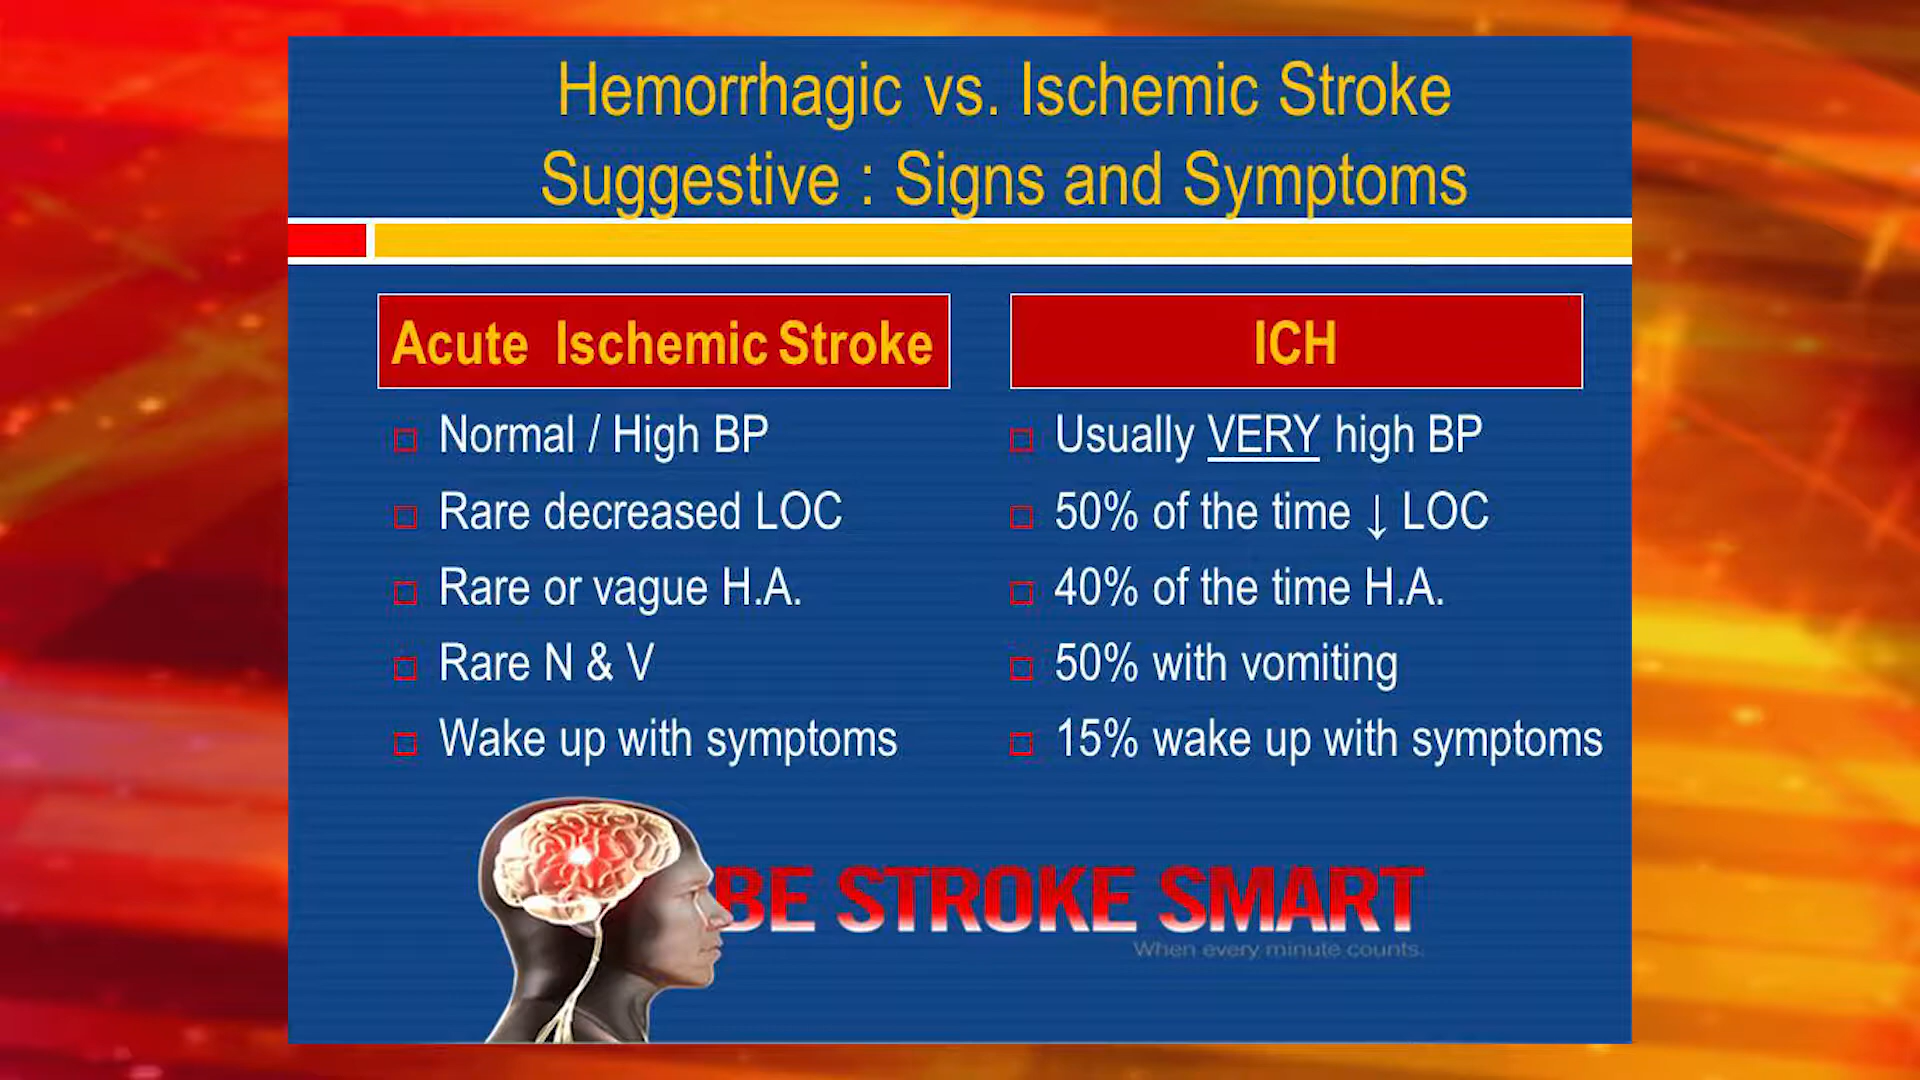 Hemorrhagic vs. Ischemic Stroke
Suggestive : Signs and Symptoms
Acute Ischemic Stroke
Normal / High BP
Rare decreased LOC
Rare or vague H.A.
Rare N & V
Wake up with symptoms
ICH
Usually VERY high BP
50% of the time ↓ LOC
40% of the time H.A.
50% with vomiting
15% wake up with symptoms
BE STROKE SMART
When every minute counts.